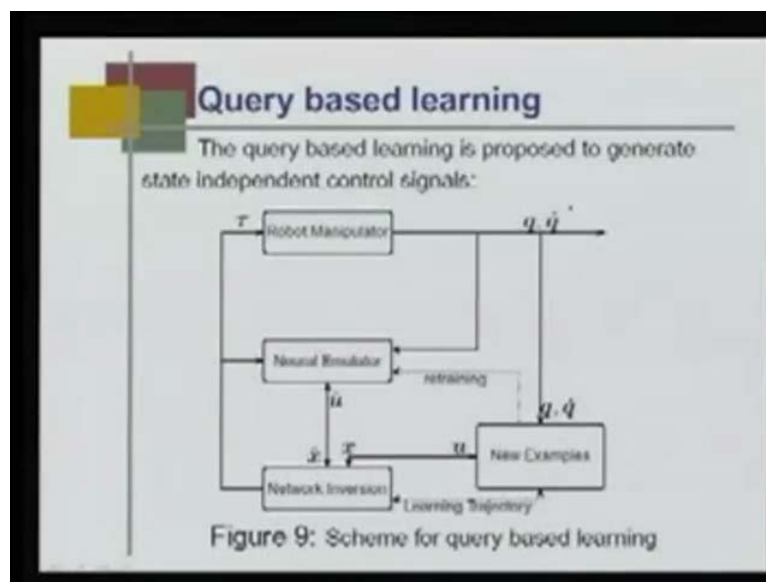 Query based learning
The query based learning is proposed to generate
state independent control signals:
τ
Robot Manipulator
q, q̇
Neural Emulator
retraining
û
q, q̇
x̂ x u
New Examples
Network Inversion
Learning Trajectory
Figure 9: Scheme for query based learning